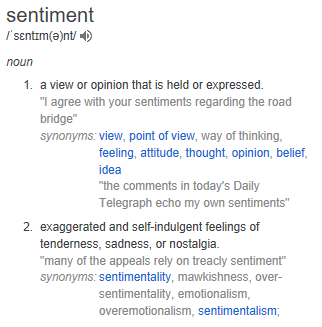 sentiment
/ˈsɛntɪm(ə)nt/
noun
1. a view or opinion that is held or expressed.
"I agree with your sentiments regarding the road
bridge"
synonyms: view, point of view, way of thinking,
feeling, attitude, thought, opinion, belief,
idea
"the comments in today's Daily
Telegraph echo my own sentiments"
2. exaggerated and self-indulgent feelings of
tenderness, sadness, or nostalgia.
"many of the appeals rely on treacly sentiment"
synonyms: sentimentality, mawkishness, over-
sentimentality, emotionalism,
overemotionalism, sentimentalism;